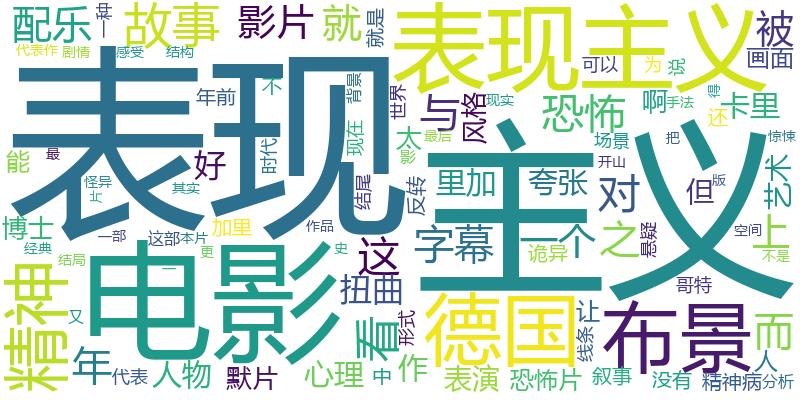 配乐 一种 故事 影片 就 就是 表现主义 被
代表作 剧情 感受 结构 画面
表现 年前 不 背景 世界 与 风格 恐怖 啊 可以 为 说 卡里
时代 现在 太 影 现实 手法 还 得
能 最 好 结尾 反转 最后 里加 夸张 场景 把 惊悚
怪异 其实 主义 对 开山 但 版 艺术
博士 加里 作品 字幕 一个 之 悬疑 空间 上
经典 一部 这部 本片 这 诡异 不是
结局 一 更 史 扭曲 哥特
精神 电影 看 形式 德国 让 布景 而
又 线条 人
年 代表 人物 默片 心理 中 作 表演 恐怖片 叙事 没有 精神病 分析